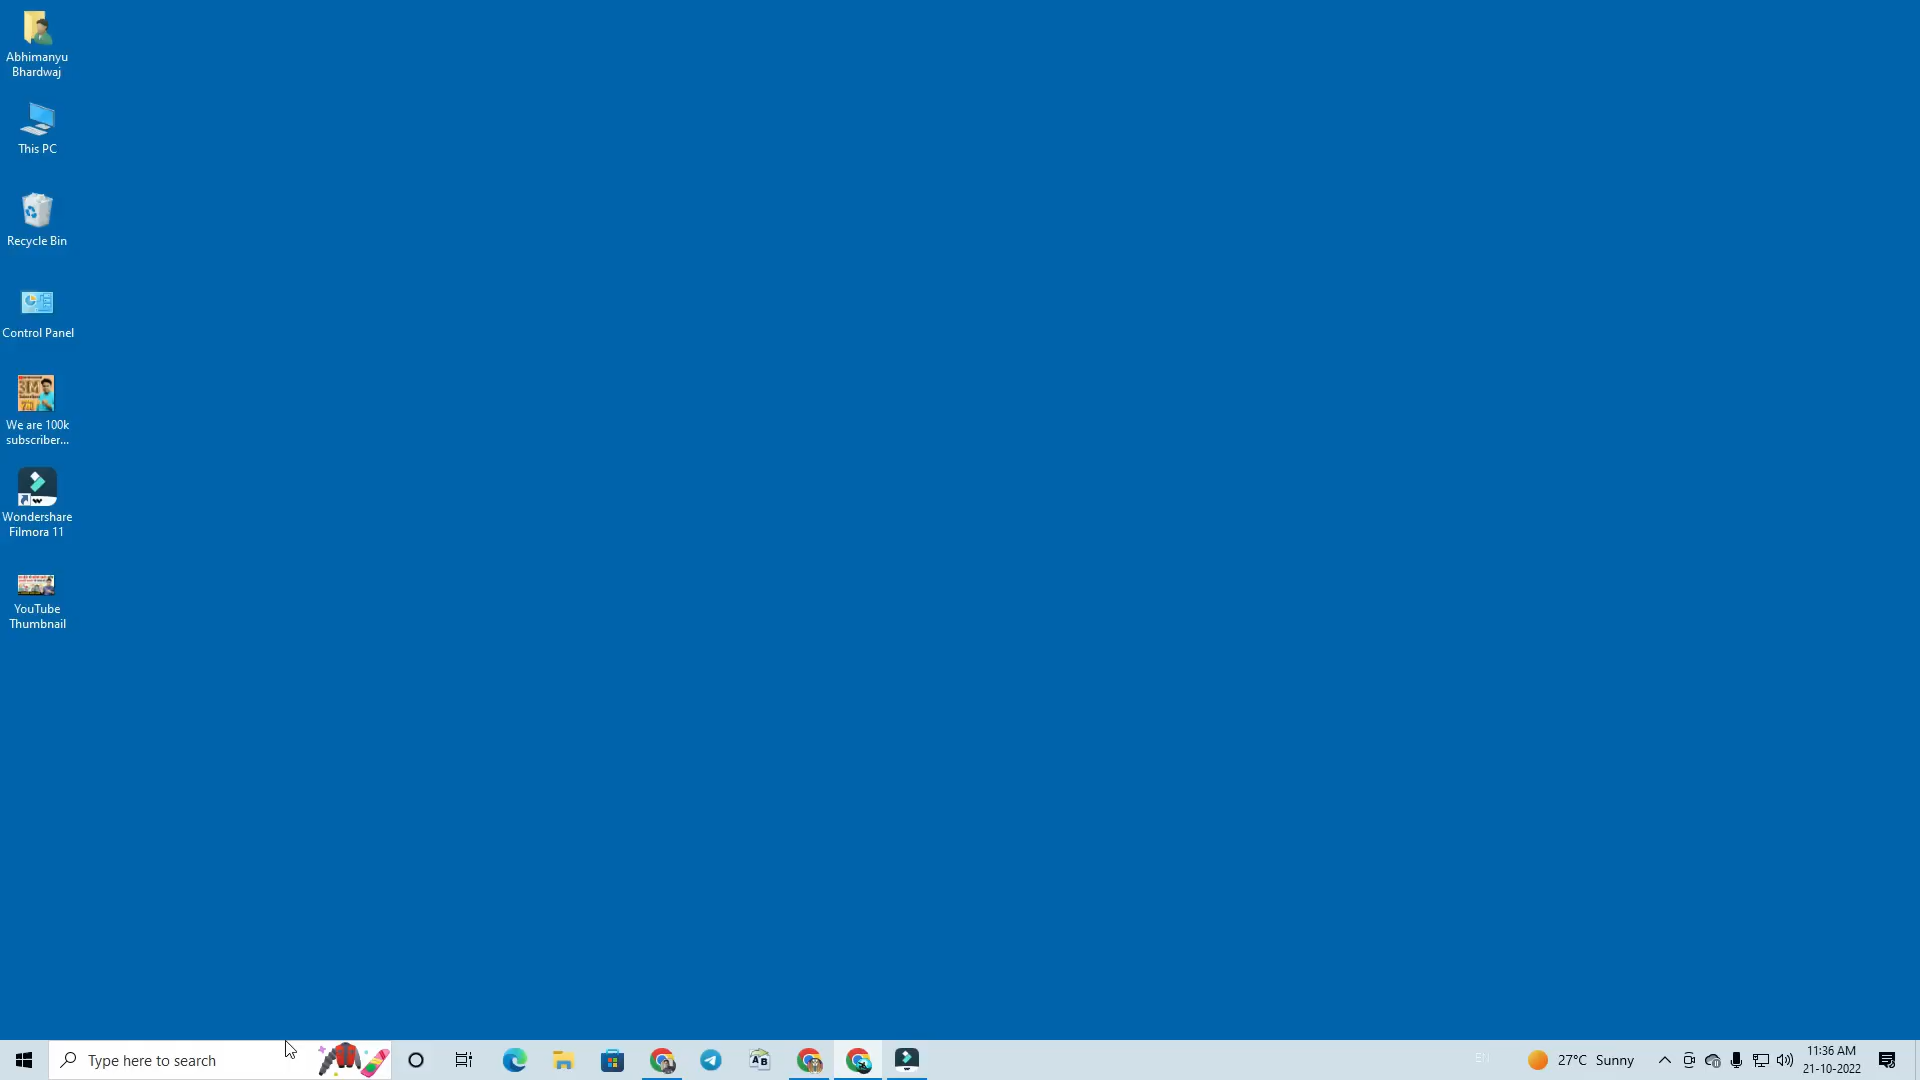 Abhimanyu
Bhardwaj
This PC
Recycle Bin
Control Panel
We are 100k
subscriber...
Wondershare
Filmora 11
YouTube
Thumbnail
Type here to search
EN
27°C Sunny
11:36 AM
21-10-2022